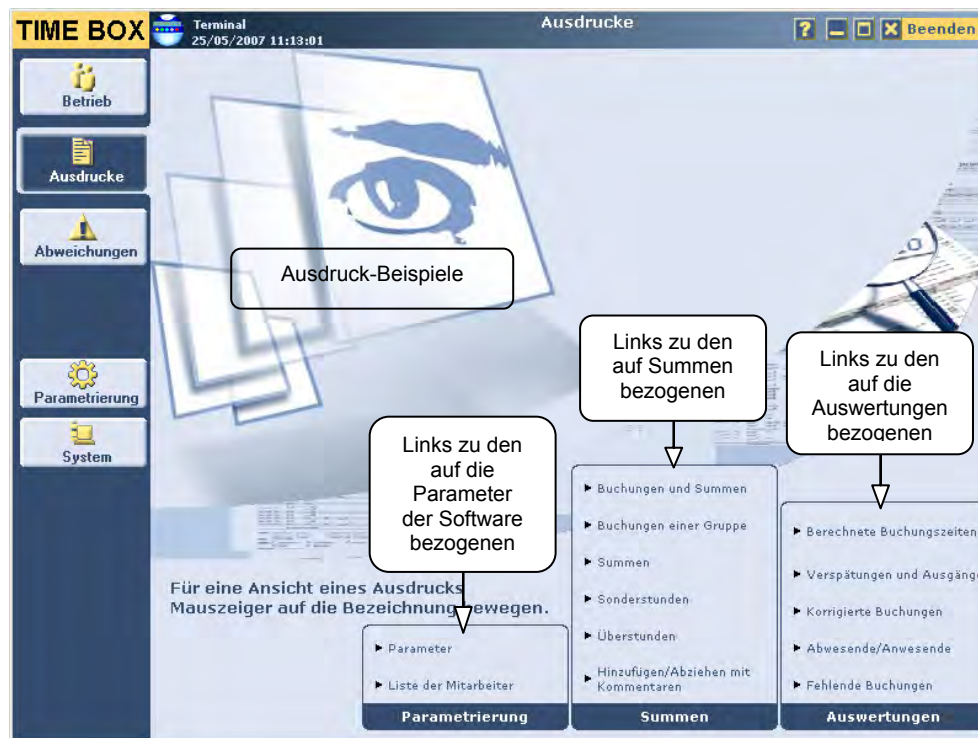 TIME BOX
Terminal
25/05/2007 11:13:01
Ausdrucke
?
Beenden
Betrieb
Ausdrucke
Abweichungen
Parametrierung
System
Ausdruck-Beispiele
Links zu den
auf Summen
bezogenen
Links zu den
auf die
Auswertungen
bezogenen
Links zu den
auf die
Parameter
der Software
bezogenen
Für eine Ansicht eines Ausdrucks
Mauszeiger auf die Bezeichnung bewegen.
Parameter
Liste der Mitarbeiter
Parametrierung
Buchungen und Summen
Buchungen einer Gruppe
Summen
Sonderstunden
Überstunden
Hinzufügen/Abziehen mit
Kommentaren
Summen
Berechnete Buchungszeiten
Verspätungen und Ausgänge
Korrigierte Buchungen
Abwesende/Anwesende
Fehlende Buchungen
Auswertungen